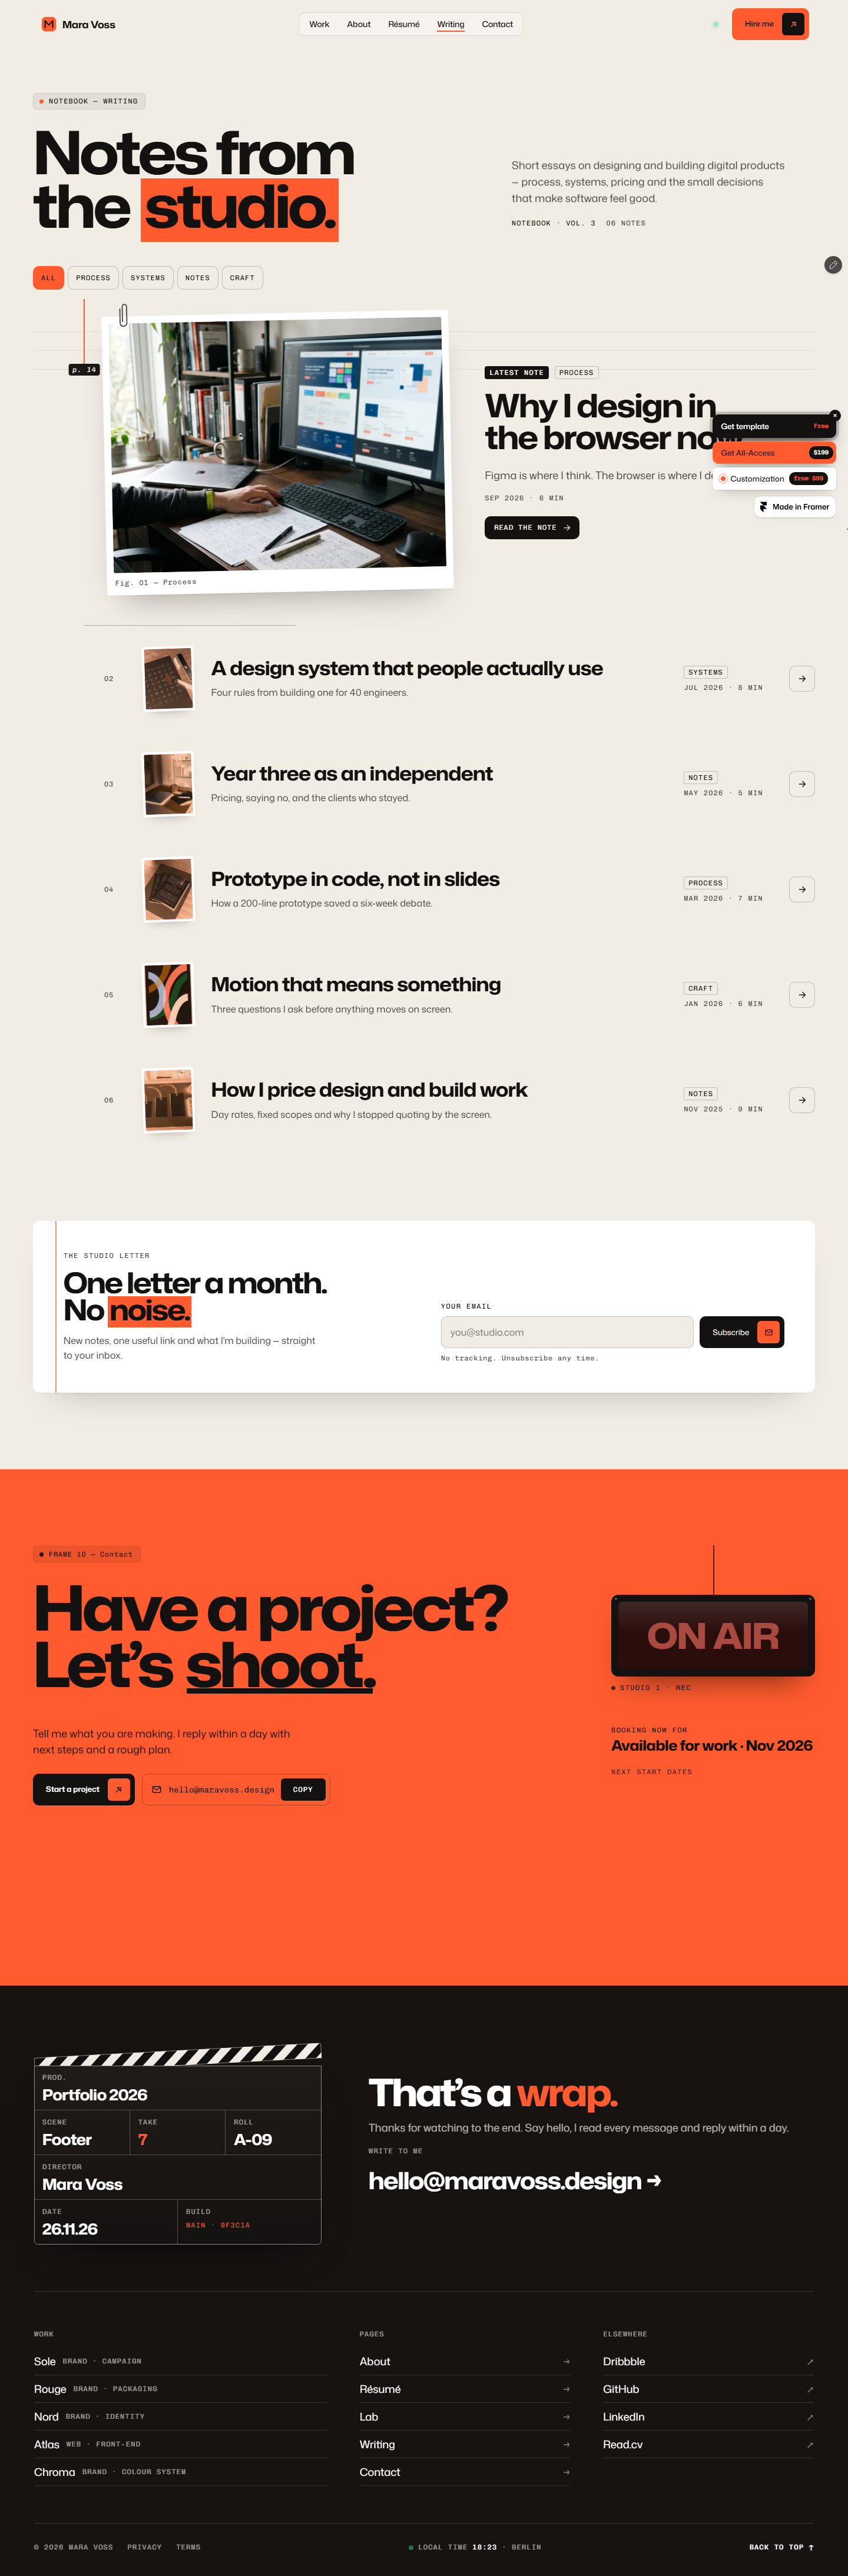 Mara Voss
Work About Résumé Writing Contact
Hire me
NOTEBOOK — WRITING
Notes from
the studio.
Short essays on designing and building digital products
— process, systems, pricing and the small decisions
that make software feel good.
NOTEBOOK · VOL. 3 06 NOTES
ALL PROCESS SYSTEMS NOTES CRAFT
p. 14
Fig. 01 — Process
LATEST NOTE PROCESS
Why I design in
the browser
Figma is where I think. The browser is where I
SEP 2026 · 6 MIN
READ THE NOTE →
Get template Free
Get All-Access $199
Customization from $99
Made in Framer
02
A design system that people actually use
Four rules from building one for 40 engineers.
SYSTEMS
JUL 2026 · 8 MIN
03
Year three as an independent
Pricing, saying no, and the clients who stayed.
NOTES
MAY 2026 · 5 MIN
04
Prototype in code, not in slides
How a 200-line prototype saved a six-week debate.
PROCESS
MAR 2026 · 7 MIN
05
Motion that means something
Three questions I ask before anything moves on screen.
CRAFT
JAN 2026 · 6 MIN
06
How I price design and build work
Day rates, fixed scopes and why I stopped quoting by the screen.
NOTES
NOV 2025 · 9 MIN
THE STUDIO LETTER
One letter a month.
No noise.
New notes, one useful link and what I'm building — straight
to your inbox.
YOUR EMAIL
you@studio.com
Subscribe
No tracking. Unsubscribe any time.
FRAME 10 — Contact
Have a project?
Let's shoot.
Tell me what you are making. I reply within a day with
next steps and a rough plan.
Start a project
hello@maravoss.design COPY
ON AIR
STUDIO 1 · REC
BOOKING NOW FOR
Available for work · Nov 2026
NEXT START DATES
PROD.
Portfolio 2026
SCENE TAKE ROLL
Footer 7 A-09
DIRECTOR
Mara Voss
DATE BUILD
26.11.26 MAIN · 9F3C1A
That's a wrap.
Thanks for watching to the end. Say hello, I read every message and reply within a day.
WRITE TO ME
hello@maravoss.design →
WORK
Sole BRAND · CAMPAIGN
Rouge BRAND · PACKAGING
Nord BRAND · IDENTITY
Atlas WEB · FRONT-END
Chroma BRAND · COLOUR SYSTEM
PAGES
About →
Résumé →
Lab →
Writing →
Contact →
ELSEWHERE
Dribbble ↗
GitHub ↗
LinkedIn ↗
Read.cv ↗
© 2026 MARA VOSS PRIVACY TERMS
LOCAL TIME 18:23 · BERLIN
BACK TO TOP ↑